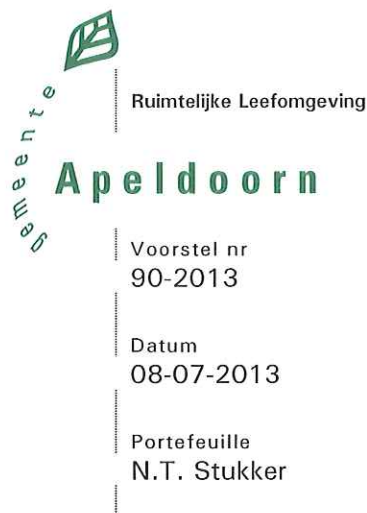 Ruimtelijke Leefomgeving
gemeente
Apeldoorn
Voorstel nr
90-2013
Datum
08-07-2013
Portefeuille
N.T. Stukker